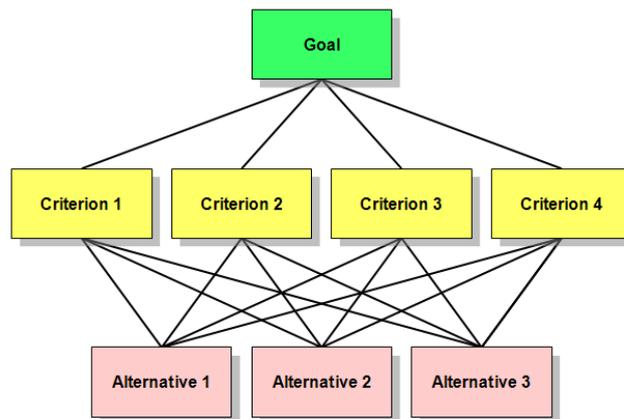 Goal
Criterion 1
Criterion 2
Criterion 3
Criterion 4
Alternative 1
Alternative 2
Alternative 3